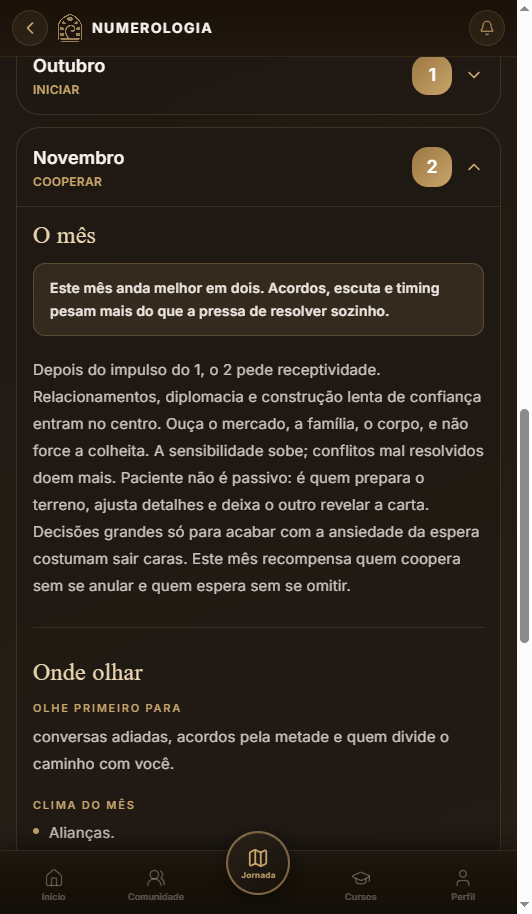 NUMEROLOGIA
Outubro
INICIAR
1
Novembro
COOPERAR
2
O mês
Este mês anda melhor em dois. Acordos, escuta e timing
pesam mais do que a pressa de resolver sozinho.
Depois do impulso do 1, o 2 pede receptividade.
Relacionamentos, diplomacia e construção lenta de confiança
entram no centro. Ouça o mercado, a família, o corpo, e não
force a colheita. A sensibilidade sobe; conflitos mal resolvidos
doem mais. Paciente não é passivo: é quem prepara o
terreno, ajusta detalhes e deixa o outro revelar a carta.
Decisões grandes só para acabar com a ansiedade da espera
costumam sair caras. Este mês recompensa quem coopera
sem se anular e quem espera sem se omitir.
Onde olhar
OLHE PRIMEIRO PARA
conversas adiadas, acordos pela metade e quem divide o
caminho com você.
CLIMA DO MÊS
Alianças.
Início
Comunidade
Jornada
Cursos
Perfil